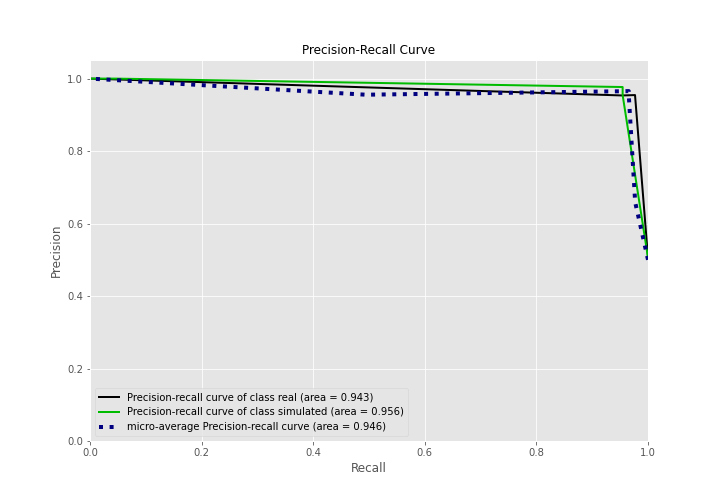 Precision-Recall Curve
1.0
0.8
0.6
0.4
0.2
0.0
Precision
Precision-recall curve of class real (area = 0.943)
Precision-recall curve of class simulated (area = 0.956)
micro-average Precision-recall curve (area = 0.946)
0.0 0.2 0.4 0.6 0.8 1.0
Recall